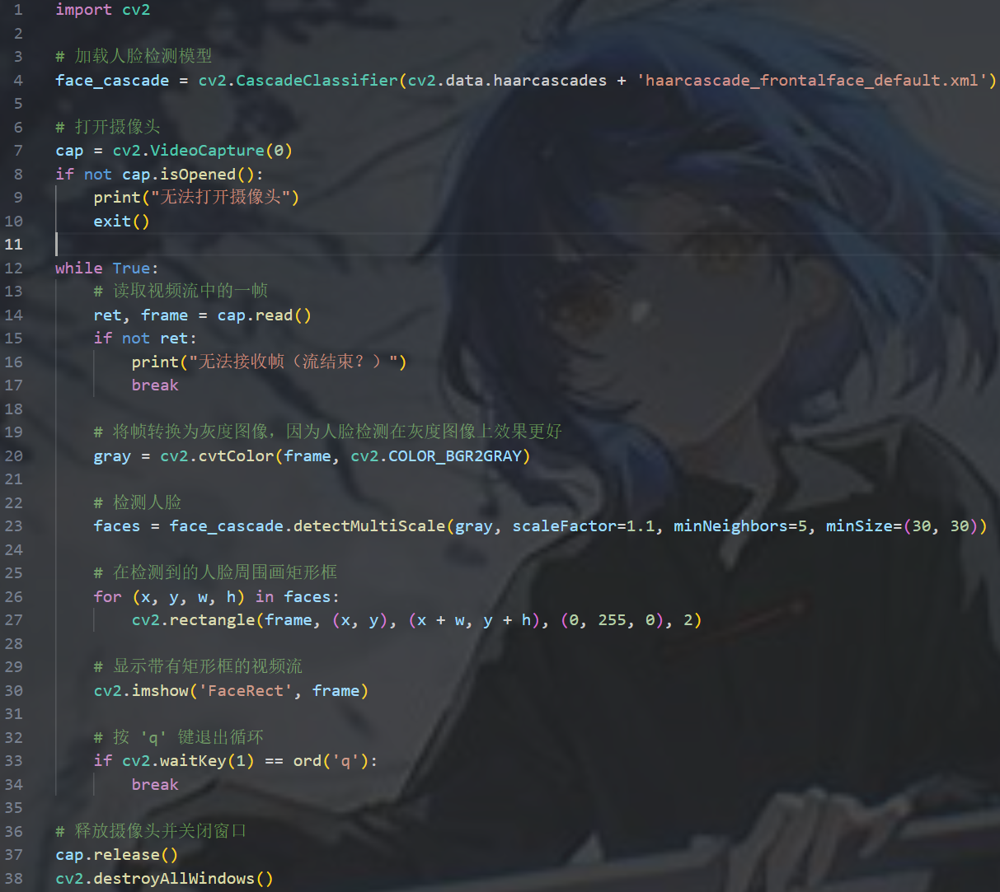 1 import cv2
2
3 # 加载人脸检测模型
4 face_cascade = cv2.CascadeClassifier(cv2.data.haarcascades + 'haarcascade_frontalface_default.xml')
5
6 # 打开摄像头
7 cap = cv2.VideoCapture(0)
8 if not cap.isOpened():
9     print("无法打开摄像头")
10     exit()
11
12 while True:
13     # 读取视频流中的一帧
14     ret, frame = cap.read()
15     if not ret:
16         print("无法接收帧（流结束？）")
17         break
18
19     # 将帧转换为灰度图像，因为人脸检测在灰度图像上效果更好
20     gray = cv2.cvtColor(frame, cv2.COLOR_BGR2GRAY)
21
22     # 检测人脸
23     faces = face_cascade.detectMultiScale(gray, scaleFactor=1.1, minNeighbors=5, minSize=(30, 30))
24
25     # 在检测到的人脸周围画矩形框
26     for (x, y, w, h) in faces:
27         cv2.rectangle(frame, (x, y), (x + w, y + h), (0, 255, 0), 2)
28
29     # 显示带有矩形框的视频流
30     cv2.imshow('FaceRect', frame)
31
32     # 按 'q' 键退出循环
33     if cv2.waitKey(1) == ord('q'):
34         break
35
36 # 释放摄像头并关闭窗口
37 cap.release()
38 cv2.destroyAllWindows()